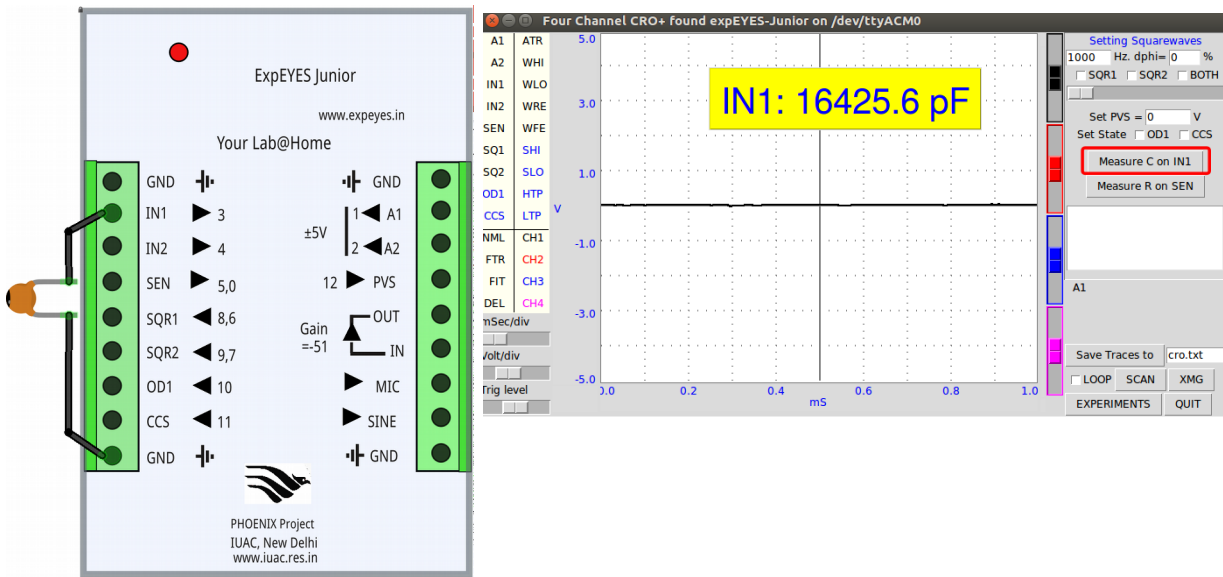 ExpEYES Junior
www.expeyes.in
Your Lab@Home
GND GND
IN1 3 1 A1
±5V
IN2 4 2 A2
SEN 5,0 12 PVS
SQR1 8,6 OUT
Gain
=-51
SQR2 9,7 IN
OD1 10 MIC
CCS 11 SINE
GND GND
PHOENIX Project
IUAC, New Delhi
www.iuac.res.in
Four Channel CRO+ found expEYES-Junior on /dev/ttyACM0
A1 ATR
A2 WHI
IN1 WLO
IN2 WRE
SEN WFE
SQ1 SHI
SQ2 SLO
OD1 HTP
CCS LTP
NML CH1
FTR CH2
FIT CH3
DEL CH4
mSec/div
Volt/div
Trig level
5.0
3.0
1.0
V
-1.0
-3.0
-5.0
IN1: 16425.6 pF
0.0 0.2 0.4 0.6 0.8 1.0
mS
Setting Squarewaves
1000 Hz. dphi= 0 %
SQR1 SQR2 BOTH
Set PVS = 0 V
Set State OD1 CCS
Measure C on IN1
Measure R on SEN
A1
Save Traces to cro.txt
LOOP SCAN XMG
EXPERIMENTS QUIT